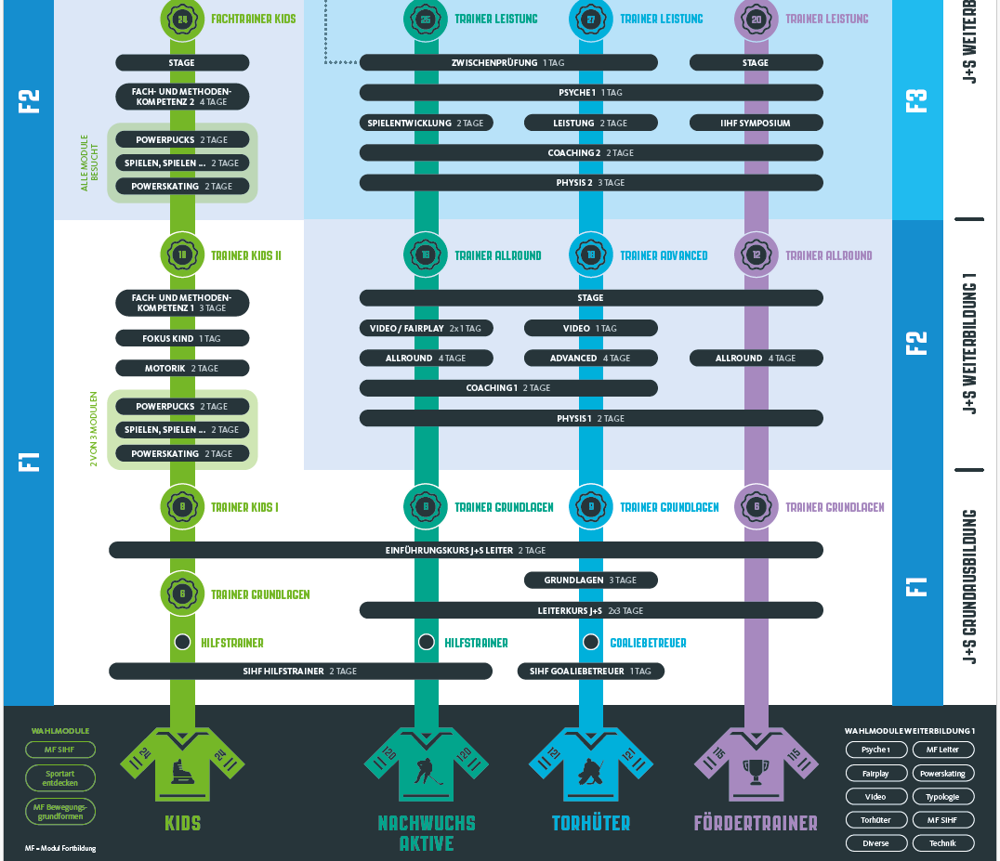 24 FACHTRAINER KIDS
25 TRAINER LEISTUNG
27 TRAINER LEISTUNG
20 TRAINER LEISTUNG
J+S WEITERB
F2
F3
STAGE
ZWISCHENPRÜFUNG 1 TAG
STAGE
FACH- UND METHODEN-
KOMPETENZ 2 4 TAGE
PSYCHE 1 1 TAG
SPIELENTWICKLUNG 2 TAGE
LEISTUNG 2 TAGE
IIHF SYMPOSIUM
ALLE MODULE
BESUCHT
POWERPUCKS 2 TAGE
SPIELEN, SPIELEN ... 2 TAGE
POWERSKATING 2 TAGE
COACHING 2 2 TAGE
PHYSIS 2 3 TAGE
TRAINER KIDS II
TRAINER ALLROUND
18 TRAINER ADVANCED
12 TRAINER ALLROUND
FACH- UND METHODEN-
KOMPETENZ 1 3 TAGE
STAGE
FOKUS KIND 1 TAG
VIDEO / FAIRPLAY 2x1 TAG
VIDEO 1 TAG
MOTORIK 2 TAGE
ALLROUND 4 TAGE
ADVANCED 4 TAGE
ALLROUND 4 TAGE
F2
J+S WEITERBILDUNG 1
COACHING 1 2 TAGE
PHYSIS 1 2 TAGE
2 VON 3 MODULEN
POWERPUCKS 2 TAGE
SPIELEN, SPIELEN ... 2 TAGE
POWERSKATING 2 TAGE
F1
TRAINER KIDS I
6 TRAINER GRUNDLAGEN
9 TRAINER GRUNDLAGEN
6 TRAINER GRUNDLAGEN
EINFÜHRUNGSKURS J+S LEITER 2 TAGE
GRUNDLAGEN 3 TAGE
6 TRAINER GRUNDLAGEN
LEITERKURS J+S 2x3 TAGE
F1
J+S GRUNDAUSBILDUNG
HILFSTRAINER
HILFSTRAINER
GOALIEBETREUER
SIHF HILFSTRAINER 2 TAGE
SIHF GOALIEBETREUER 1 TAG
WAHLMODULE
MF SIHF
Sportart
entdecken
MF Bewegungs-
grundformen
MF = Modul Fortbildung
24 24
KIDS
120 120
NACHWUCHS
AKTIVE
121 121
TORHÜTER
115 115
FÖRDERTRAINER
WAHLMODULE WEITERBILDUNG 1
Psyche 1
MF Leiter
Fairplay
Powerskating
Video
Typologie
Torhüter
MF SIHF
Diverse
Technik